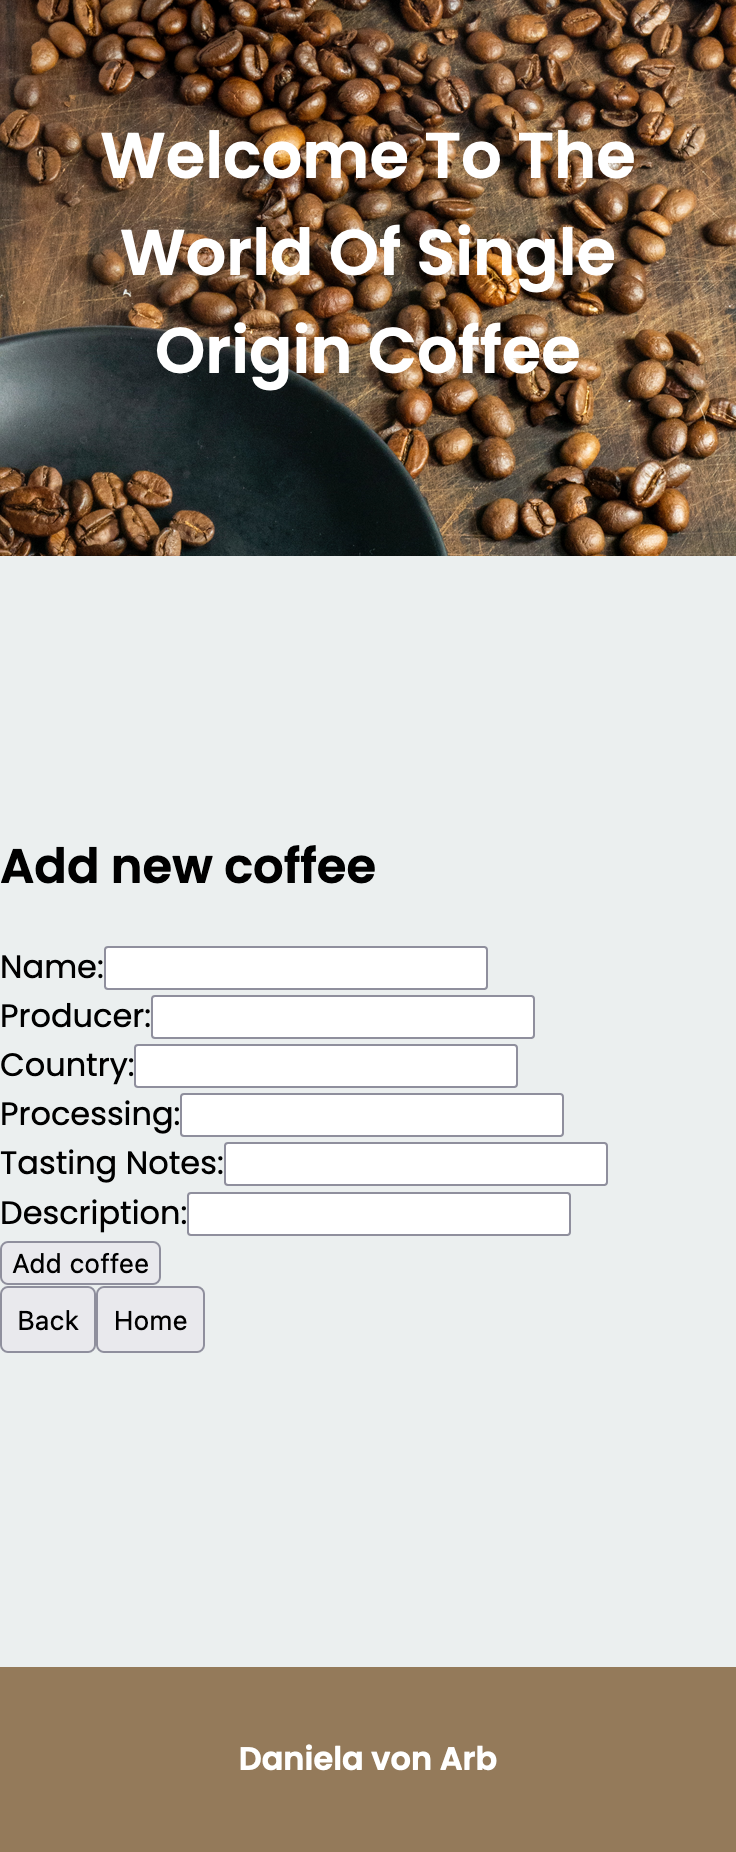 Welcome To The
World Of Single
Origin Coffee
Add new coffee
Name:
Producer:
Country:
Processing:
Tasting Notes:
Description:
Add coffee
Back Home
Daniela von Arb